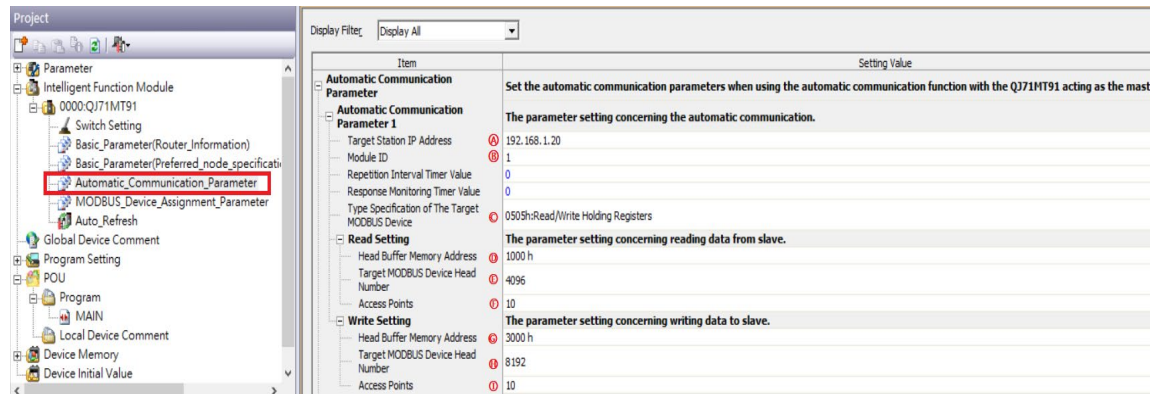 Project
Parameter
Intelligent Function Module
0000:QJ71MT91
Switch Setting
Basic_Parameter(Router_Information)
Basic_Parameter(Preferred_node_specificati
Automatic_Communication_Parameter
MODBUS_Device_Assignment_Parameter
Auto_Refresh
Global Device Comment
Program Setting
POU
Program
MAIN
Local Device Comment
Device Memory
Device Initial Value
Display Filter Display All
Item Setting Value
Automatic Communication
Parameter
Set the automatic communication parameters when using the automatic communication function with the QJ71MT91 acting as the mast
Automatic Communication
Parameter 1
The parameter setting concerning the automatic communication.
Target Station IP Address A 192.168.1.20
Module ID B 1
Repetition Interval Timer Value 0
Response Monitoring Timer Value 0
Type Specification of The Target
MODBUS Device
C 0505h:Read/Write Holding Registers
Read Setting The parameter setting concerning reading data from slave.
Head Buffer Memory Address D 1000 h
Target MODBUS Device Head
Number
E 4096
Access Points F 10
Write Setting The parameter setting concerning writing data to slave.
Head Buffer Memory Address G 3000 h
Target MODBUS Device Head
Number
H 8192
Access Points I 10